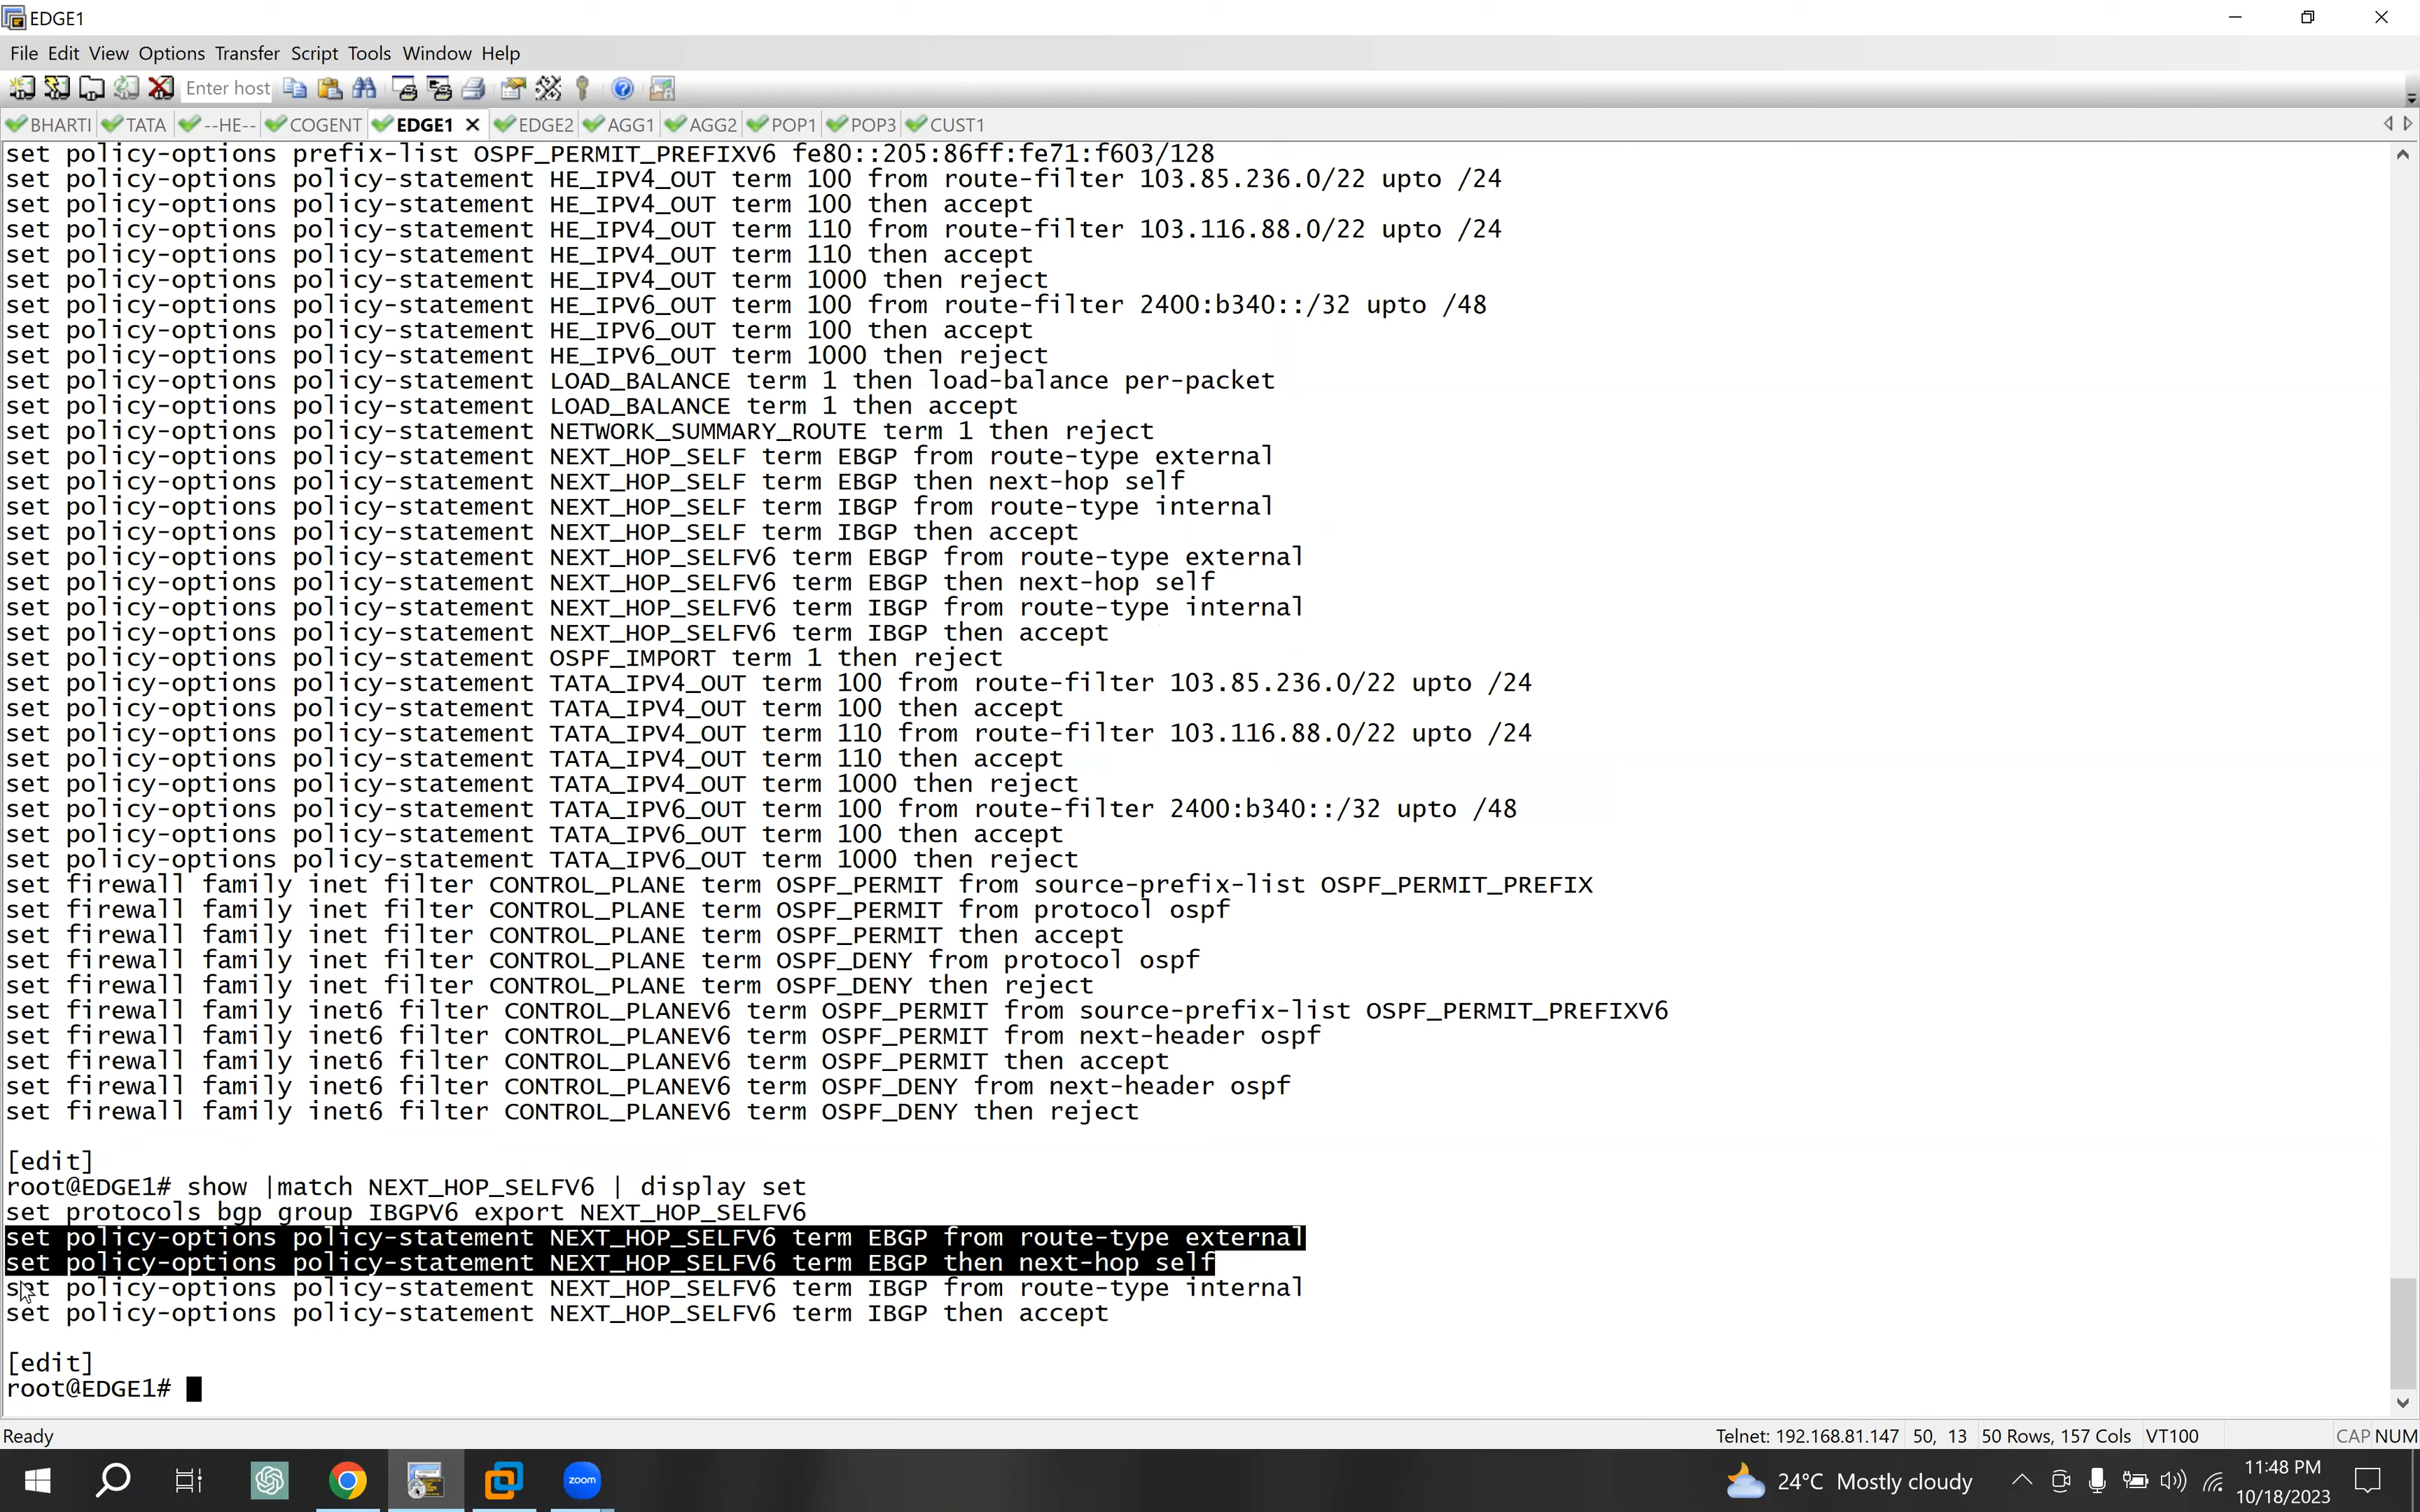 EDGE1
File Edit View Options Transfer Script Tools Window Help
Enter host
BHARTI TATA --HE-- COGENT EDGE1 EDGE2 AGG1 AGG2 POP1 POP3 CUST1
set policy-options prefix-list OSPF_PERMIT_PREFIXV6 fe80::205:86ff:fe71:f603/128
set policy-options policy-statement HE_IPV4_OUT term 100 from route-filter 103.85.236.0/22 upto /24
set policy-options policy-statement HE_IPV4_OUT term 100 then accept
set policy-options policy-statement HE_IPV4_OUT term 110 from route-filter 103.116.88.0/22 upto /24
set policy-options policy-statement HE_IPV4_OUT term 110 then accept
set policy-options policy-statement HE_IPV4_OUT term 1000 then reject
set policy-options policy-statement HE_IPV6_OUT term 100 from route-filter 2400:b340::/32 upto /48
set policy-options policy-statement HE_IPV6_OUT term 100 then accept
set policy-options policy-statement HE_IPV6_OUT term 1000 then reject
set policy-options policy-statement LOAD_BALANCE term 1 then load-balance per-packet
set policy-options policy-statement LOAD_BALANCE term 1 then accept
set policy-options policy-statement NETWORK_SUMMARY_ROUTE term 1 then reject
set policy-options policy-statement NEXT_HOP_SELF term EBGP from route-type external
set policy-options policy-statement NEXT_HOP_SELF term EBGP then next-hop self
set policy-options policy-statement NEXT_HOP_SELF term IBGP from route-type internal
set policy-options policy-statement NEXT_HOP_SELF term IBGP then accept
set policy-options policy-statement NEXT_HOP_SELFV6 term EBGP from route-type external
set policy-options policy-statement NEXT_HOP_SELFV6 term EBGP then next-hop self
set policy-options policy-statement NEXT_HOP_SELFV6 term IBGP from route-type internal
set policy-options policy-statement NEXT_HOP_SELFV6 term IBGP then accept
set policy-options policy-statement OSPF_IMPORT term 1 then reject
set policy-options policy-statement TATA_IPV4_OUT term 100 from route-filter 103.85.236.0/22 upto /24
set policy-options policy-statement TATA_IPV4_OUT term 100 then accept
set policy-options policy-statement TATA_IPV4_OUT term 110 from route-filter 103.116.88.0/22 upto /24
set policy-options policy-statement TATA_IPV4_OUT term 110 then accept
set policy-options policy-statement TATA_IPV4_OUT term 1000 then reject
set policy-options policy-statement TATA_IPV6_OUT term 100 from route-filter 2400:b340::/32 upto /48
set policy-options policy-statement TATA_IPV6_OUT term 100 then accept
set policy-options policy-statement TATA_IPV6_OUT term 1000 then reject
set firewall family inet filter CONTROL_PLANE term OSPF_PERMIT from source-prefix-list OSPF_PERMIT_PREFIX
set firewall family inet filter CONTROL_PLANE term OSPF_PERMIT from protocol ospf
set firewall family inet filter CONTROL_PLANE term OSPF_PERMIT then accept
set firewall family inet filter CONTROL_PLANE term OSPF_DENY from protocol ospf
set firewall family inet filter CONTROL_PLANE term OSPF_DENY then reject
set firewall family inet6 filter CONTROL_PLANEV6 term OSPF_PERMIT from source-prefix-list OSPF_PERMIT_PREFIXV6
set firewall family inet6 filter CONTROL_PLANEV6 term OSPF_PERMIT from next-header ospf
set firewall family inet6 filter CONTROL_PLANEV6 term OSPF_PERMIT then accept
set firewall family inet6 filter CONTROL_PLANEV6 term OSPF_DENY from next-header ospf
set firewall family inet6 filter CONTROL_PLANEV6 term OSPF_DENY then reject
[edit]
root@EDGE1# show |match NEXT_HOP_SELFV6 | display set
set protocols bgp group IBGPV6 export NEXT_HOP_SELFV6
set policy-options policy-statement NEXT_HOP_SELFV6 term EBGP from route-type external
set policy-options policy-statement NEXT_HOP_SELFV6 term EBGP then next-hop self
set policy-options policy-statement NEXT_HOP_SELFV6 term IBGP from route-type internal
set policy-options policy-statement NEXT_HOP_SELFV6 term IBGP then accept
[edit]
root@EDGE1#
Ready Telnet: 192.168.81.147 50, 13 50 Rows, 157 Cols VT100 CAP NUM
zoom 24°C Mostly cloudy 11:48 PM
10/18/2023